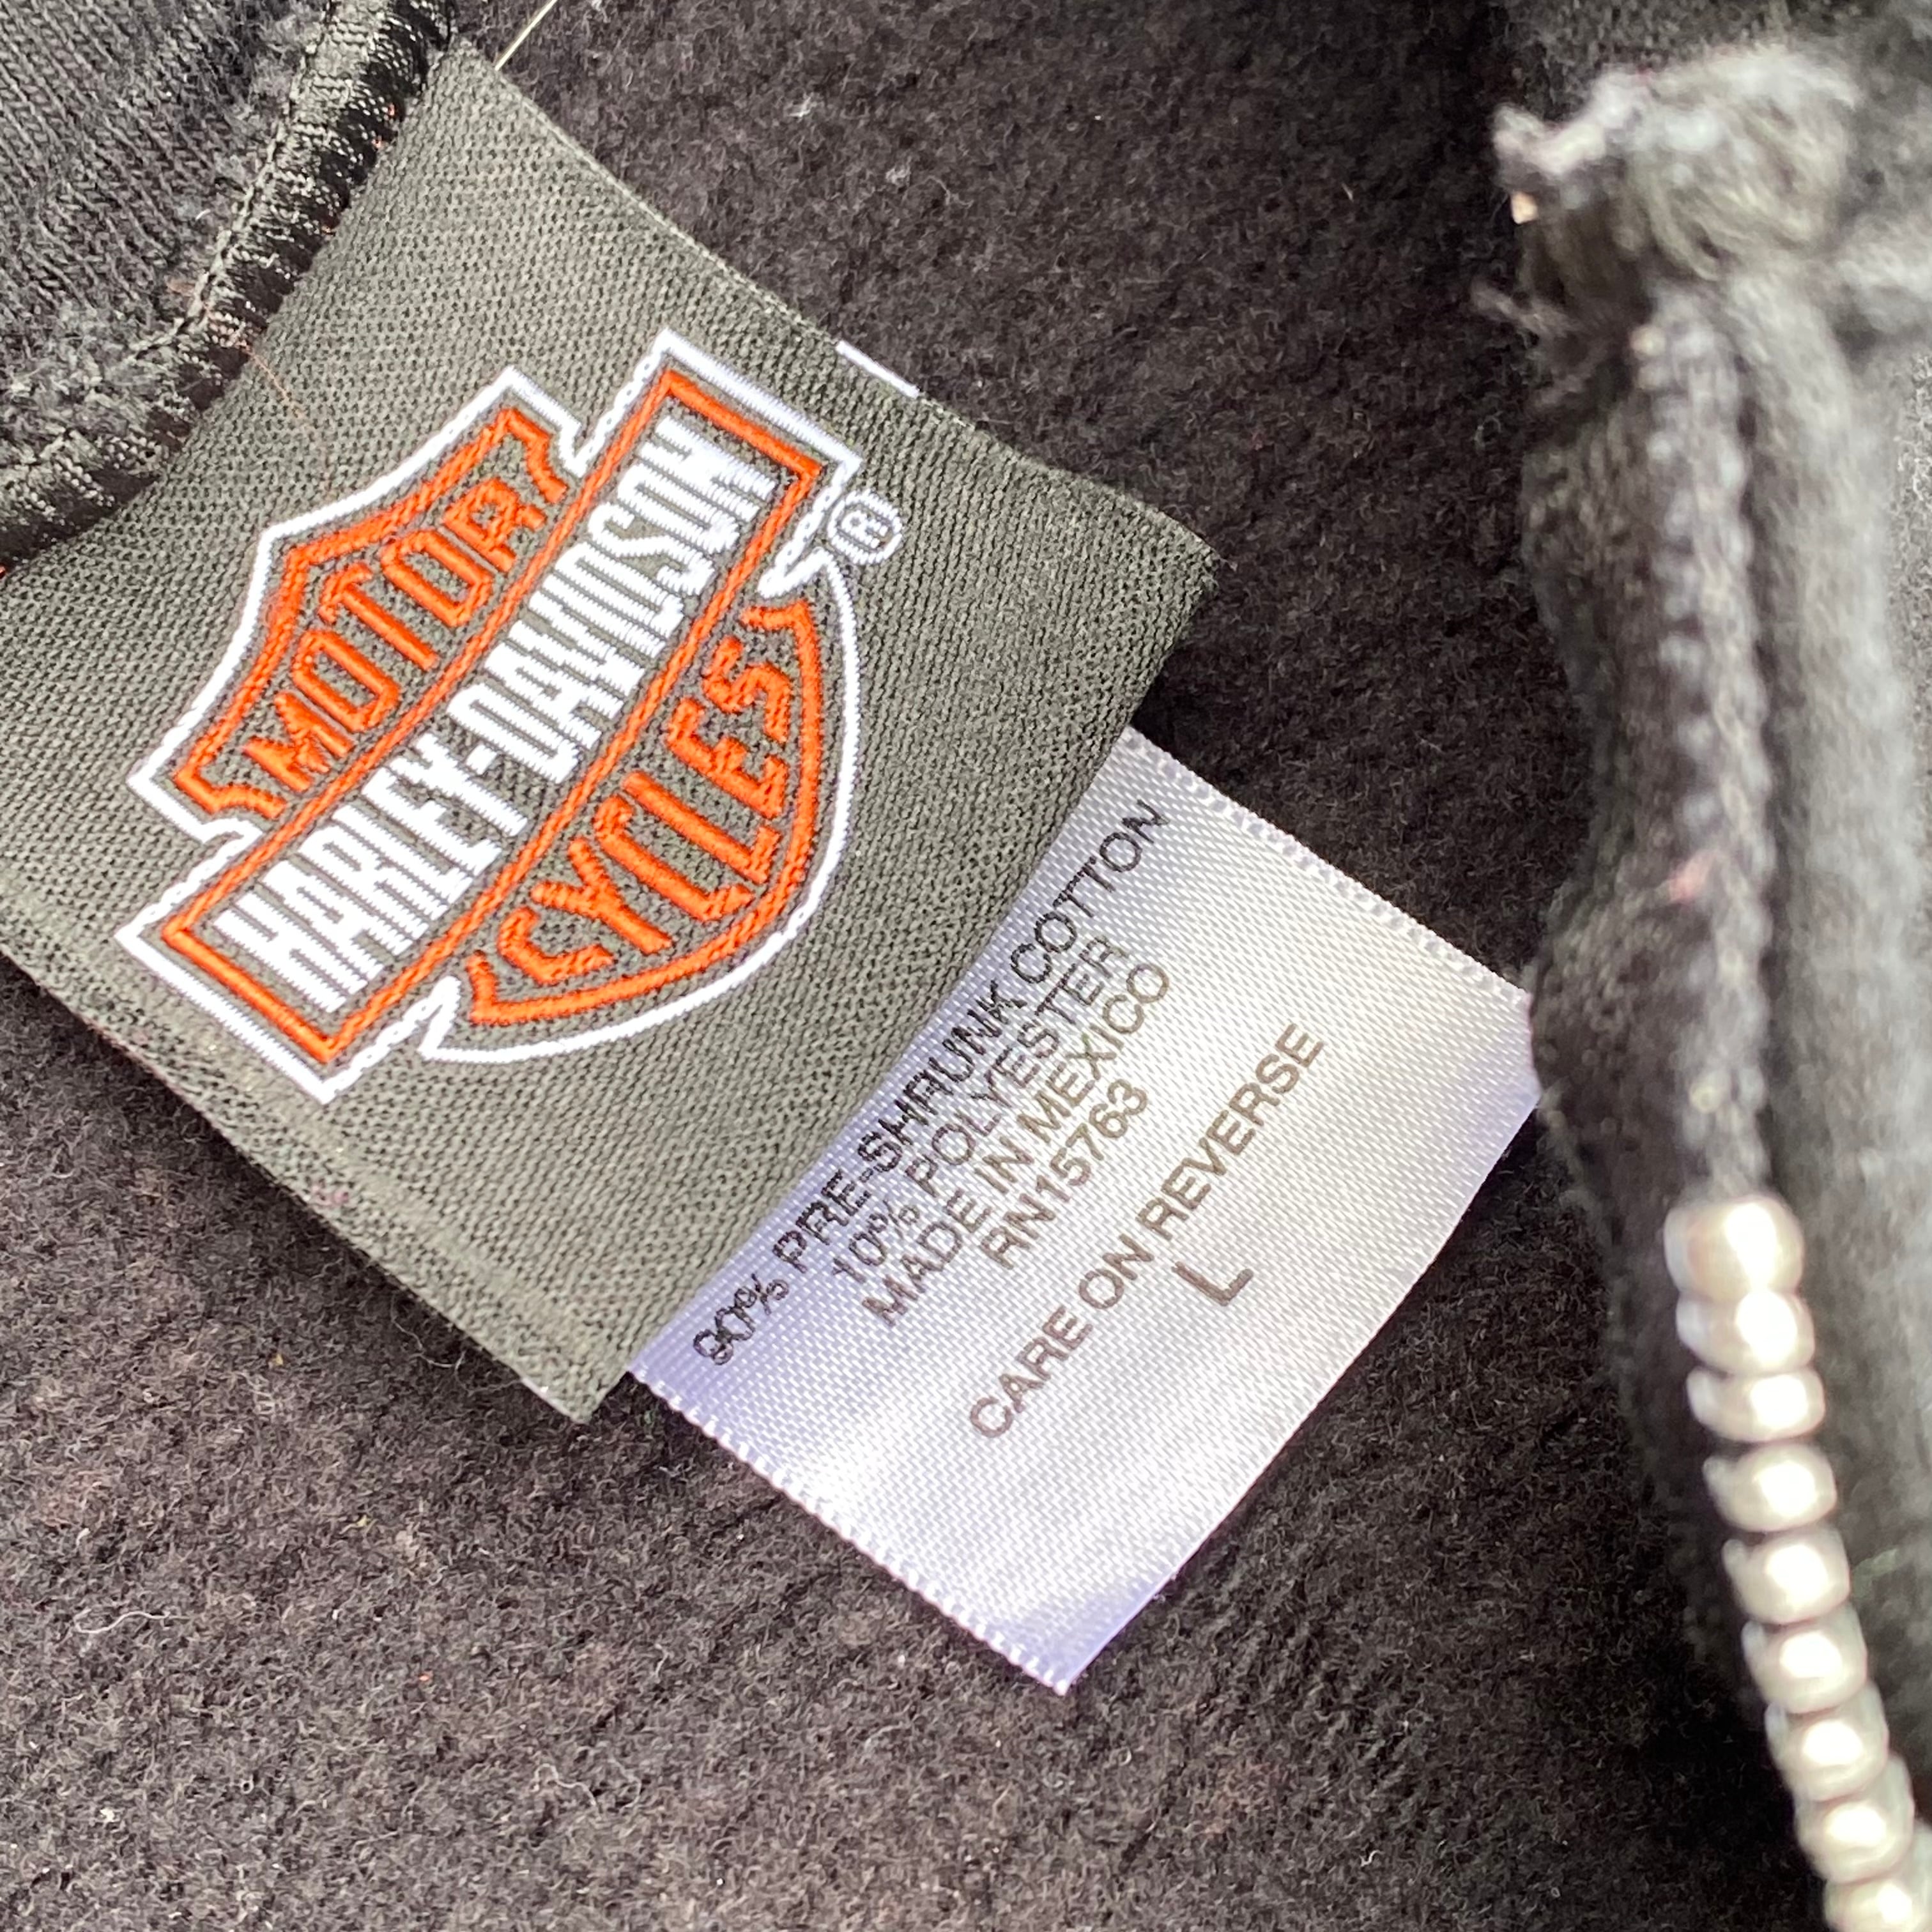 MOTOR
HARLEY-DAVIDSON
®
CYCLES
90% PRE-SHRUNK COTTON
10% POLYESTER
MADE IN MEXICO
RN15763
CARE ON REVERSE
L